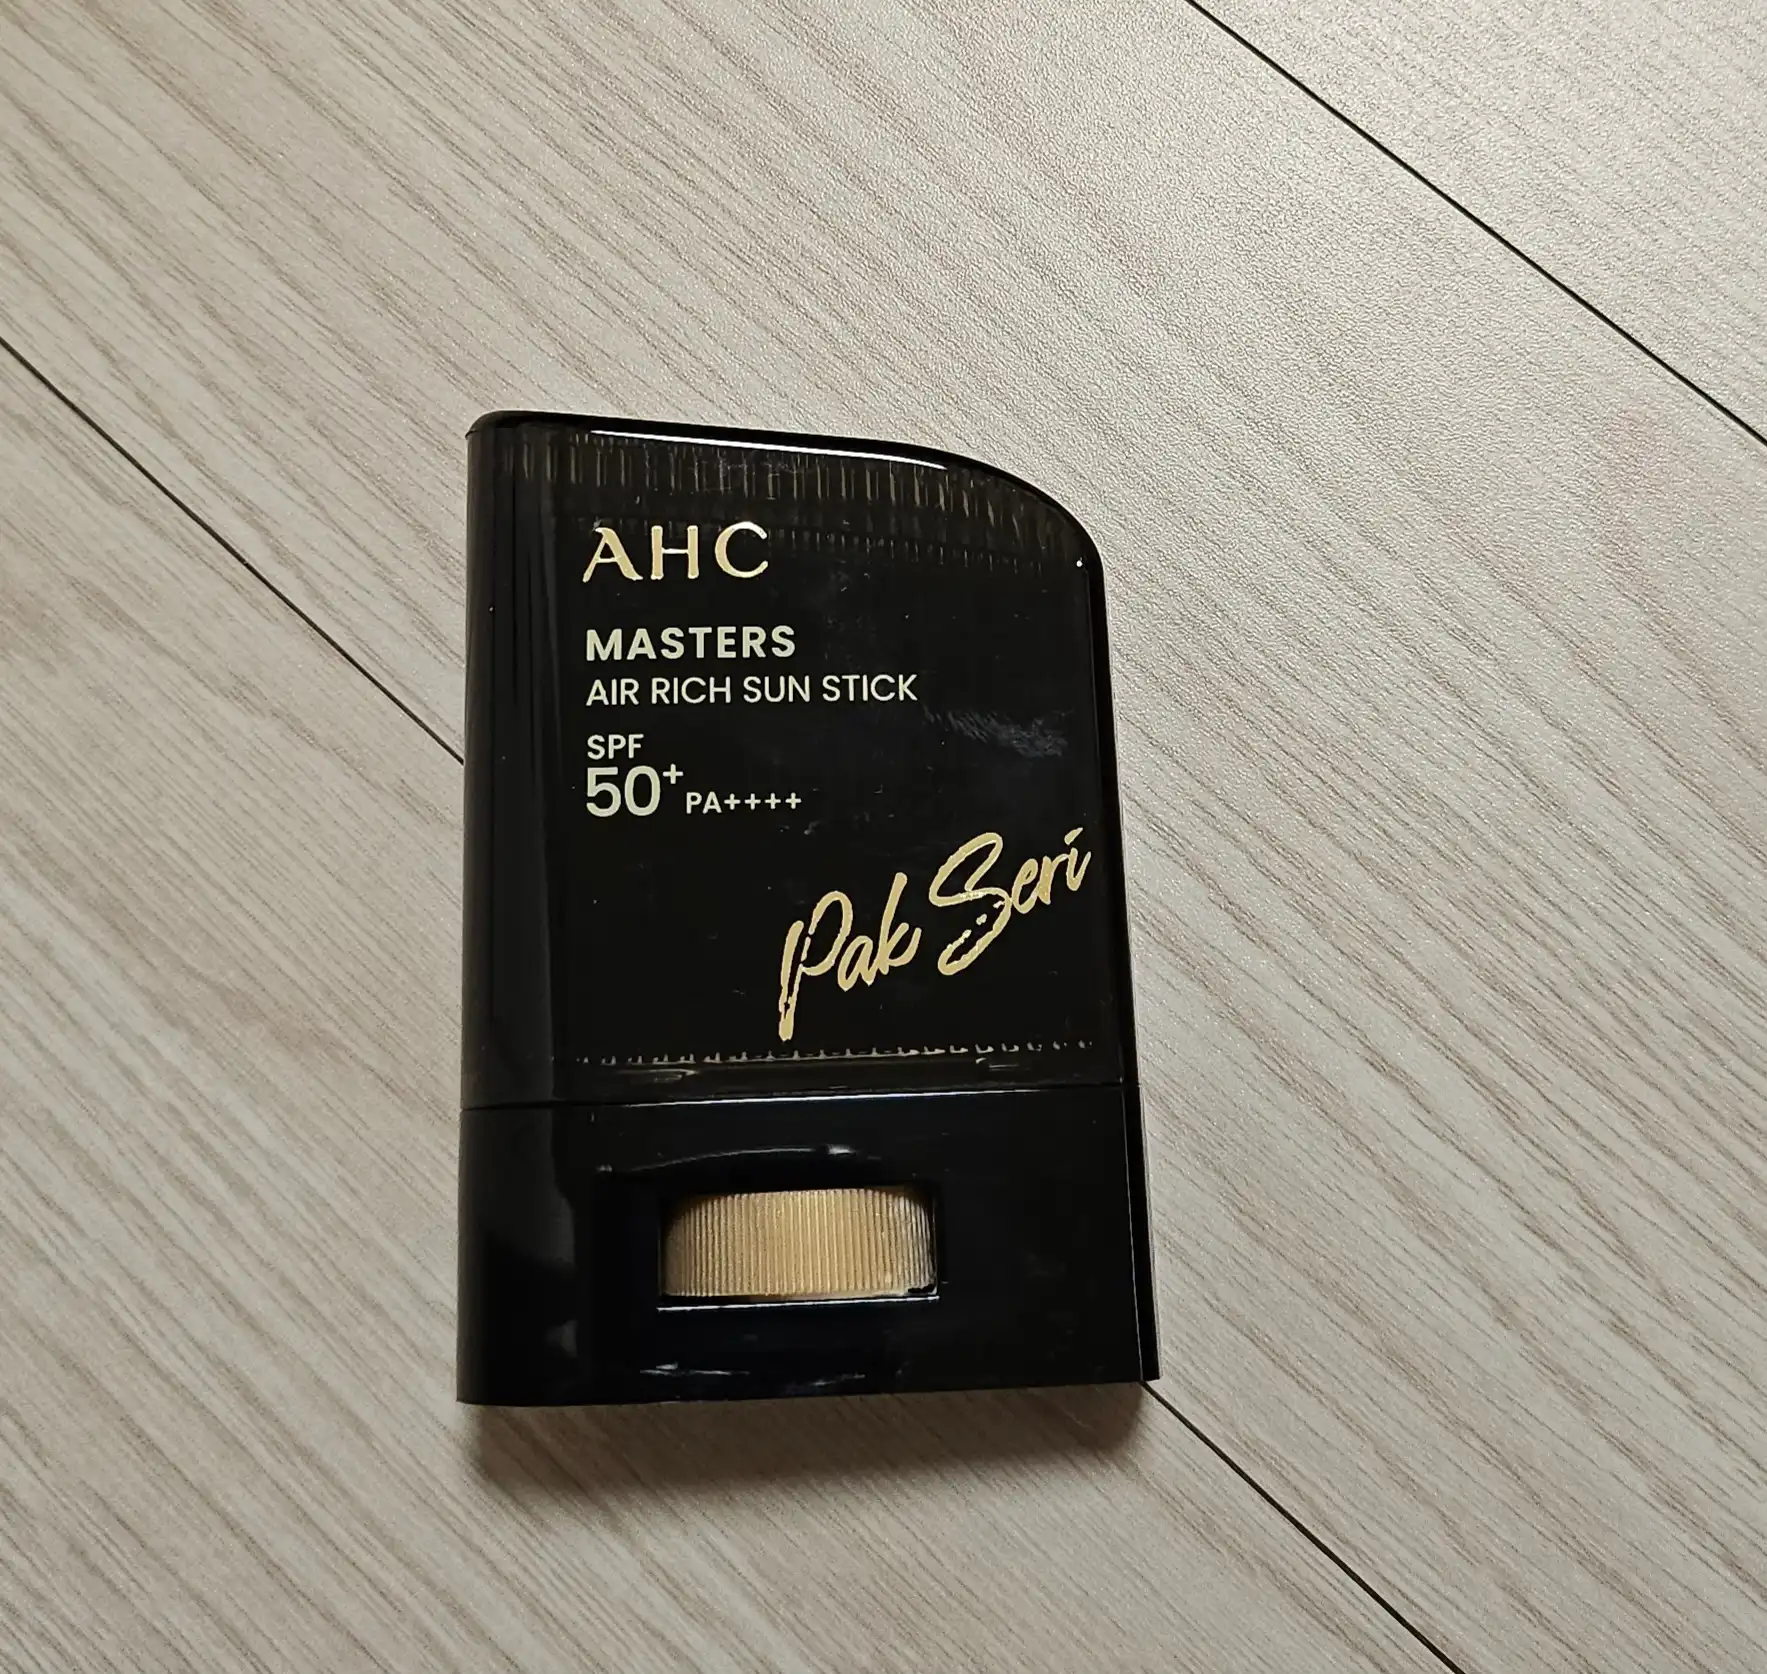 AHC
MASTERS
AIR RICH SUN STICK
SPF
50+ PA++++
Pak Seri